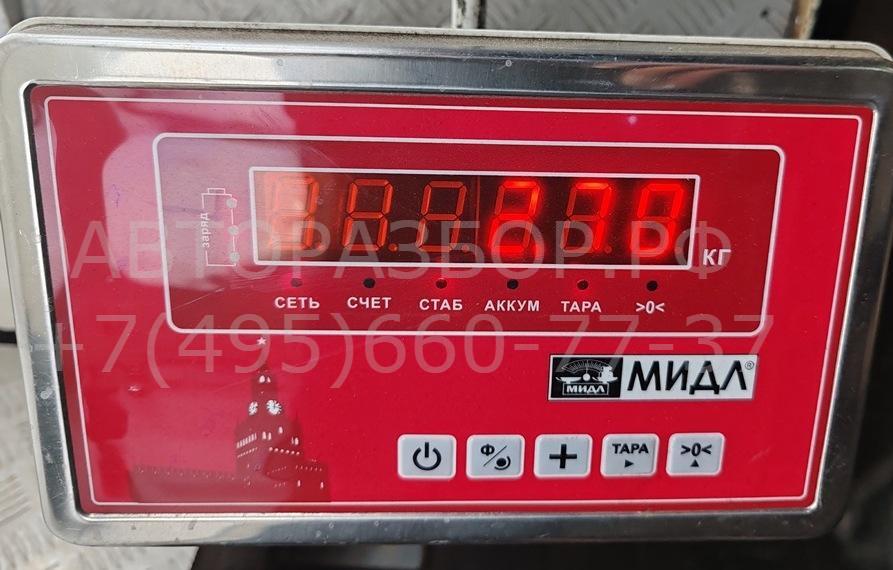 заряд
КГ
СЕТЬ СЧЕТ СТАБ АККУМ ТАРА >0<
АВТОРАЗБОР.РФ
+7(495)660-77-37
МИДЛ МИДЛ®
Ф ТАРА >0<